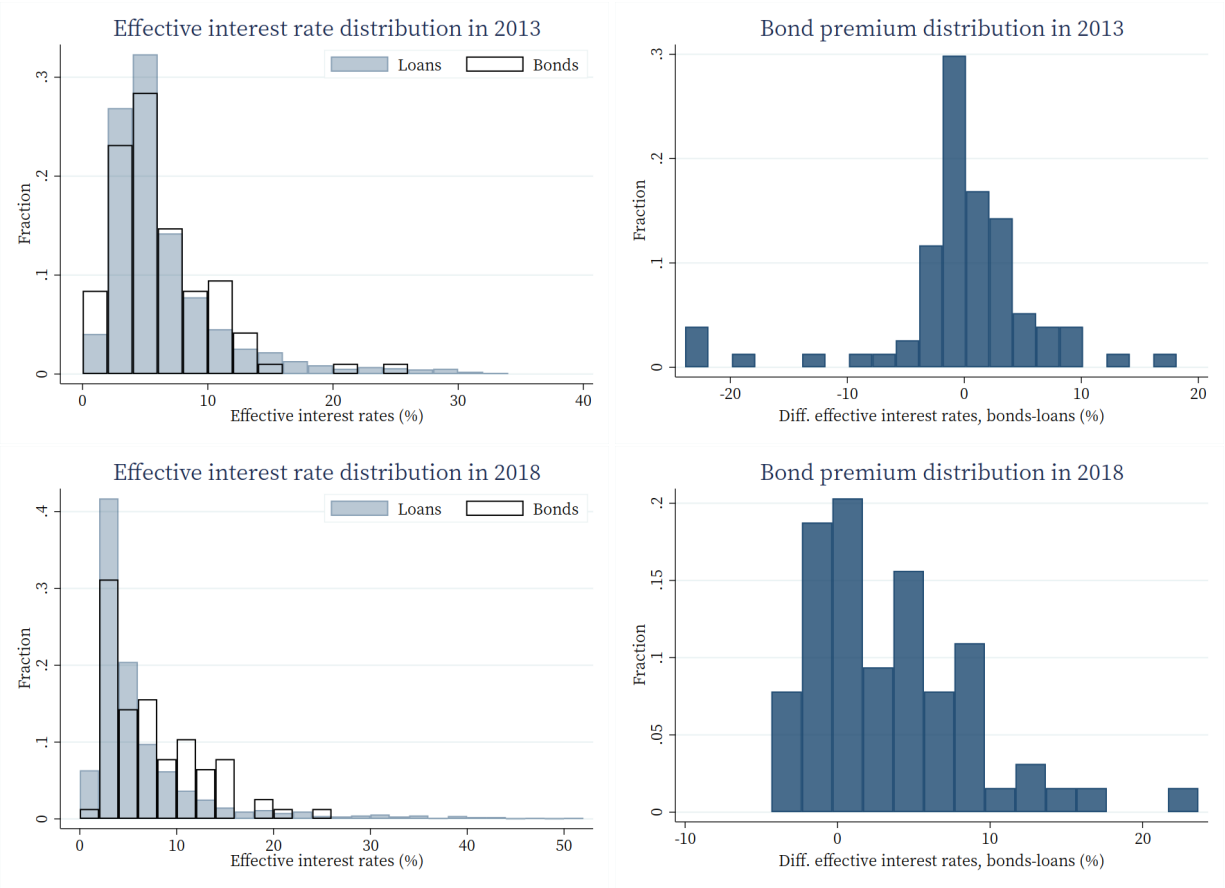 Effective interest rate distribution in 2013
Loans Bonds
Fraction
0 .1 .2 .3
0 10 20 30 40
Effective interest rates (%)
Bond premium distribution in 2013
Fraction
0 .1 .2 .3
-20 -10 0 10 20
Diff. effective interest rates, bonds-loans (%)
Effective interest rate distribution in 2018
Loans Bonds
Fraction
0 .1 .2 .3 .4
0 10 20 30 40 50
Effective interest rates (%)
Bond premium distribution in 2018
Fraction
0 .05 .1 .15 .2
-10 0 10 20
Diff. effective interest rates, bonds-loans (%)